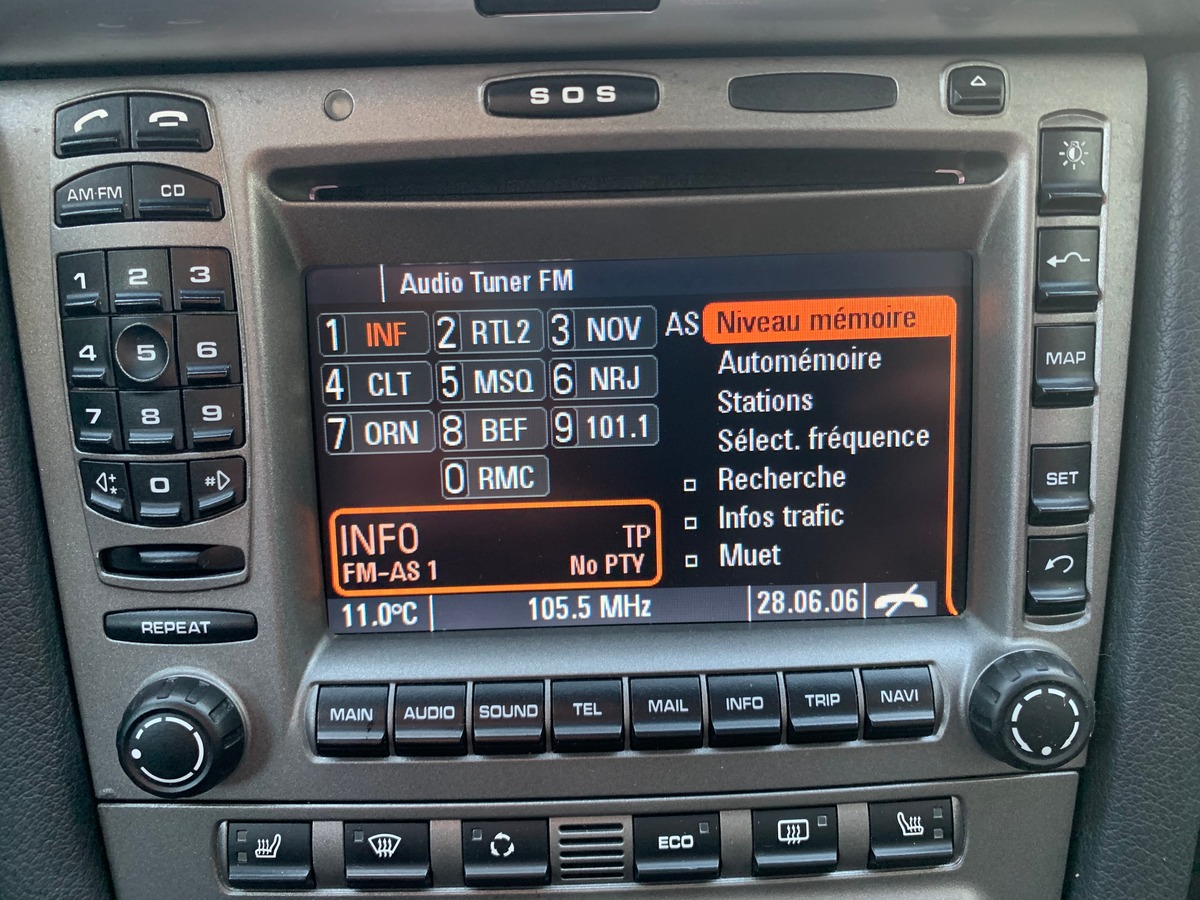 SOS
AM·FM CD
1 2 3
4 5 6
7 8 9
* 0 #
REPEAT
Audio Tuner FM
1 INF 2 RTL2 3 NOV AS
4 CLT 5 MSQ 6 NRJ
7 ORN 8 BEF 9 101.1
0 RMC
INFO TP
FM-AS 1 No PTY
Niveau mémoire
Automémoire
Stations
Sélect. fréquence
Recherche
Infos trafic
Muet
11.0°C 105.5 MHz 28.06.06
MAP
SET
MAIN AUDIO SOUND TEL MAIL INFO TRIP NAVI
ECO